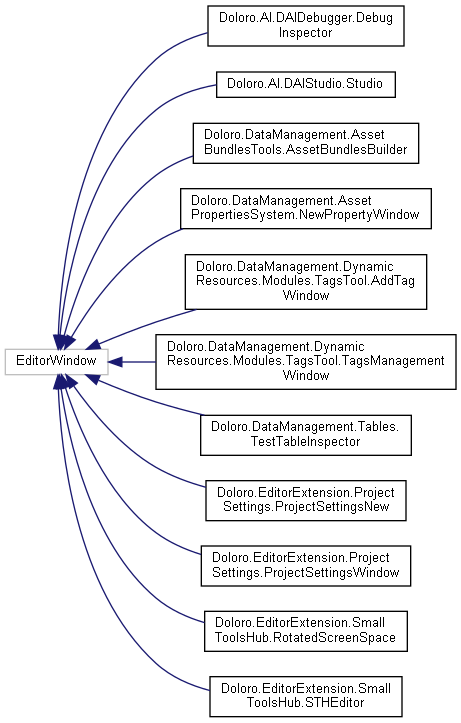 Doloro.AI.DAIDebugger.Debug
Inspector
Doloro.AI.DAIStudio.Studio
Doloro.DataManagement.Asset
BundlesTools.AssetBundlesBuilder
Doloro.DataManagement.Asset
PropertiesSystem.NewPropertyWindow
Doloro.DataManagement.Dynamic
Resources.Modules.TagsTool.AddTag
Window
EditorWindow
Doloro.DataManagement.Dynamic
Resources.Modules.TagsTool.TagsManagement
Window
Doloro.DataManagement.Tables.
TestTableInspector
Doloro.EditorExtension.Project
Settings.ProjectSettingsNew
Doloro.EditorExtension.Project
Settings.ProjectSettingsWindow
Doloro.EditorExtension.Small
ToolsHub.RotatedScreenSpace
Doloro.EditorExtension.Small
ToolsHub.STHEditor